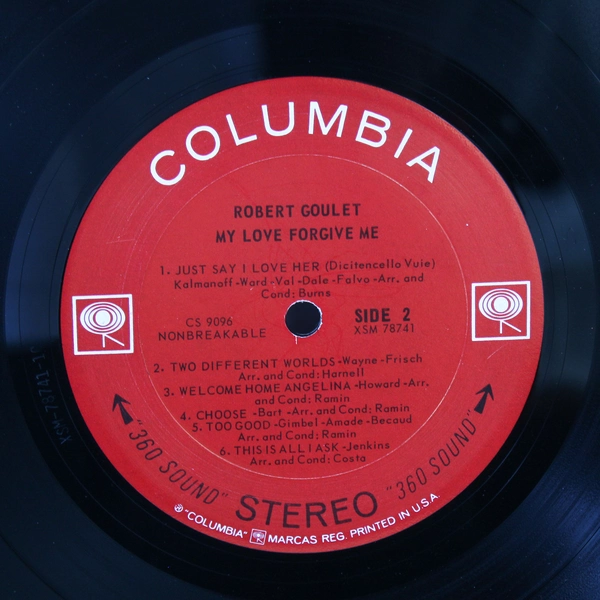 COLUMBIA
ROBERT GOULET
MY LOVE FORGIVE ME
1. JUST SAY I LOVE HER (Dicitencello Vuie)
Kalmanoff-Ward-Val-Dale-Falvo-Arr. and
Cond: Burns
CS 9096
NONBREAKABLE
SIDE 2
XSM 78741
2. TWO DIFFERENT WORLDS-Wayne-Frisch
Arr. and Cond: Harnell
3. WELCOME HOME ANGELINA-Howard-Arr.
and Cond: Ramin
4. CHOOSE-Bart-Arr. and Cond: Ramin
5. TOO GOOD-Gimbel-Amade-Becaud
Arr. and Cond: Ramin
6. THIS IS ALL I ASK-Jenkins
Arr. and Cond: Costa
"360 SOUND" STEREO "360 SOUND"
℗ "COLUMBIA" MARCAS REG. PRINTED IN U.S.A.